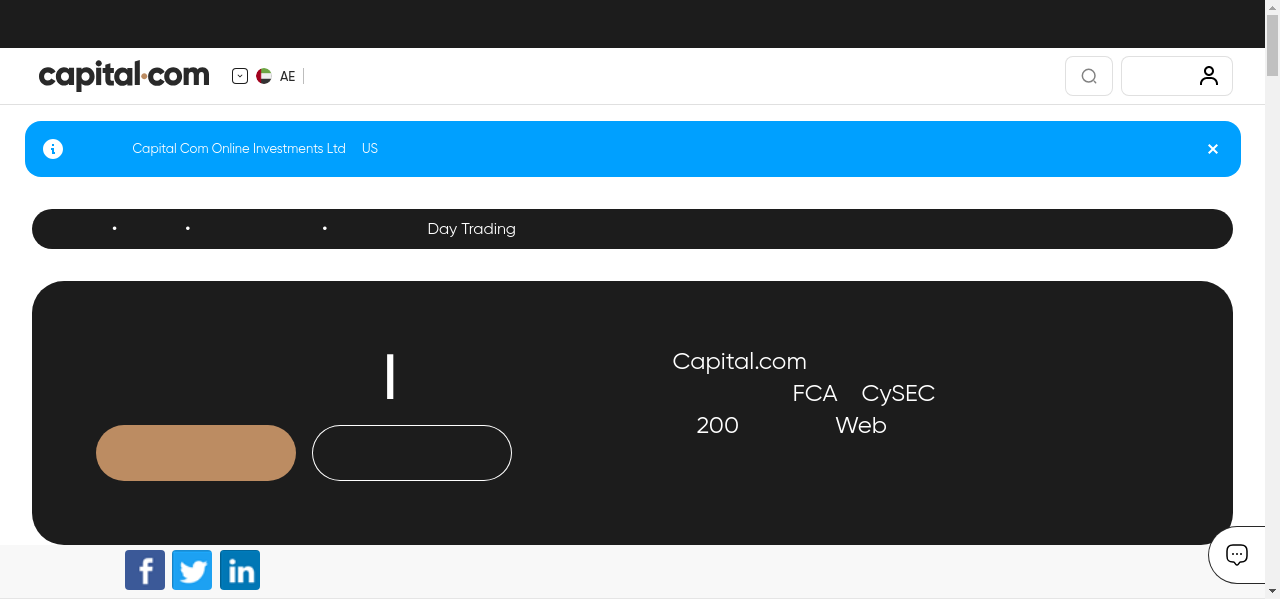 capital.com
AE
Capital Com Online Investments Ltd US
• • • Day Trading
|
Capital.com
FCA CySEC
200 Web